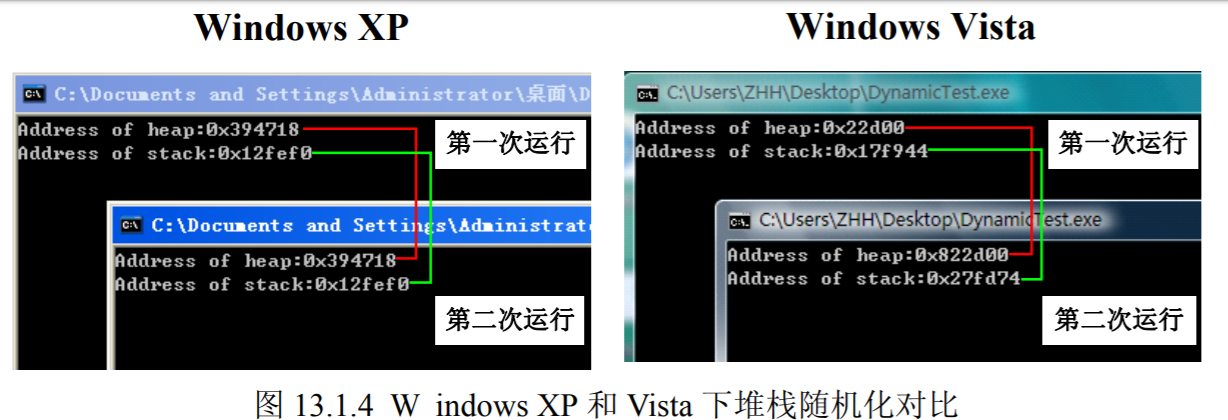 Windows XP
Windows Vista
C:\Documents and Settings\Administrator\桌面\D
Address of heap:0x394718
Address of stack:0x12fef0
第一次运行
C:\Documents and Settings\Administrat
Address of heap:0x394718
Address of stack:0x12fef0
第二次运行
C:\Users\ZHH\Desktop\DynamicTest.exe
Address of heap:0x22d00
Address of stack:0x17f944
第一次运行
C:\Users\ZHH\Desktop\DynamicTest.exe
Address of heap:0x822d00
Address of stack:0x27fd74
第二次运行
图 13.1.4 W indows XP 和 Vista 下堆栈随机化对比